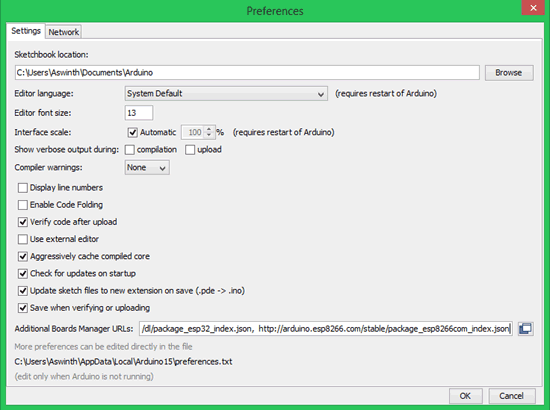 Preferences
Settings Network
Sketchbook location:
C:\Users\Aswinth\Documents\Arduino Browse
Editor language: System Default (requires restart of Arduino)
Editor font size: 13
Interface scale: Automatic 100 % (requires restart of Arduino)
Show verbose output during: compilation upload
Compiler warnings: None
Display line numbers
Enable Code Folding
Verify code after upload
Use external editor
Aggressively cache compiled core
Check for updates on startup
Update sketch files to new extension on save (.pde -> .ino)
Save when verifying or uploading
Additional Boards Manager URLs: /dl/package_esp32_index.json, http://arduino.esp8266.com/stable/package_esp8266com_index.json
More preferences can be edited directly in the file
C:\Users\Aswinth\AppData\Local\Arduino15\preferences.txt
(edit only when Arduino is not running)
OK Cancel